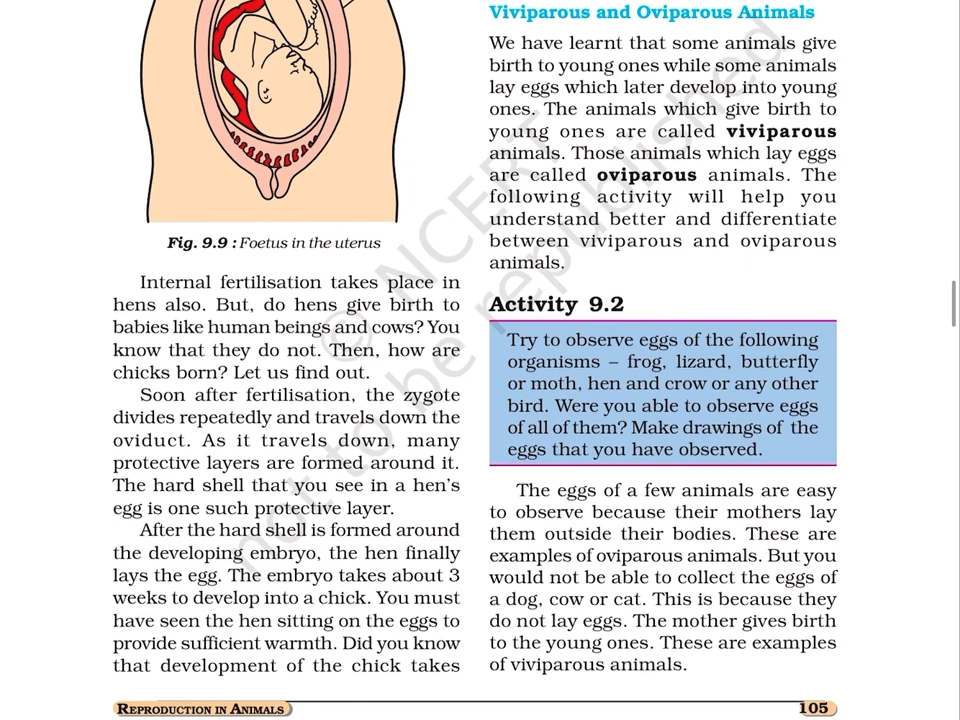 Fig. 9.9 : Foetus in the uterus
Internal fertilisation takes place in
hens also. But, do hens give birth to
babies like human beings and cows? You
know that they do not. Then, how are
chicks born? Let us find out.
Soon after fertilisation, the zygote
divides repeatedly and travels down the
oviduct. As it travels down, many
protective layers are formed around it.
The hard shell that you see in a hen's
egg is one such protective layer.
After the hard shell is formed around
the developing embryo, the hen finally
lays the egg. The embryo takes about 3
weeks to develop into a chick. You must
have seen the hen sitting on the eggs to
provide sufficient warmth. Did you know
that development of the chick takes
Viviparous and Oviparous Animals
We have learnt that some animals give
birth to young ones while some animals
lay eggs which later develop into young
ones. The animals which give birth to
young ones are called viviparous
animals. Those animals which lay eggs
are called oviparous animals. The
following activity will help you
understand better and differentiate
between viviparous and oviparous
animals.
Activity 9.2
Try to observe eggs of the following
organisms – frog, lizard, butterfly
or moth, hen and crow or any other
bird. Were you able to observe eggs
of all of them? Make drawings of the
eggs that you have observed.
The eggs of a few animals are easy
to observe because their mothers lay
them outside their bodies. These are
examples of oviparous animals. But you
would not be able to collect the eggs of
a dog, cow or cat. This is because they
do not lay eggs. The mother gives birth
to the young ones. These are examples
of viviparous animals.
REPRODUCTION IN ANIMALS
105
© NCERT
not to be republished